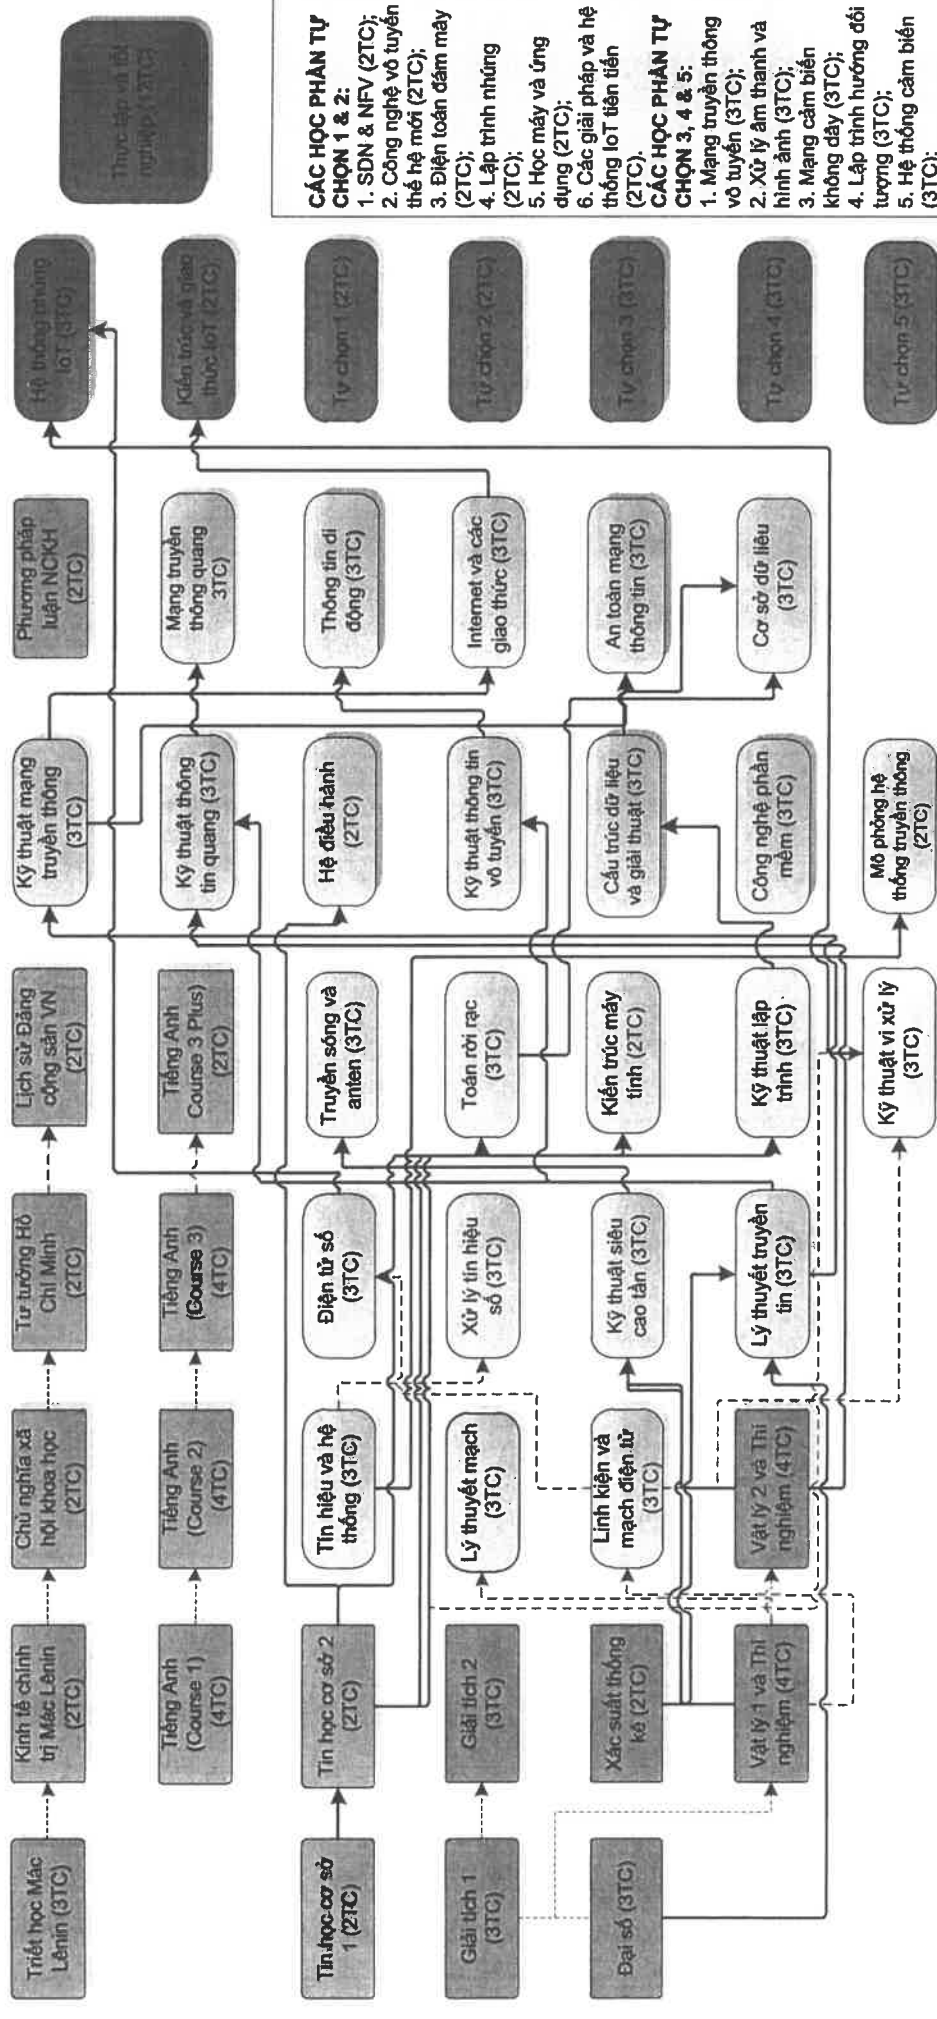 Triết học Mác
Lênin (3TC)
Tin học cơ sở
1 (2TC)
Giải tích 1
(3TC)
Đại số (3TC)
Kinh tế chính
trị Mác Lênin
(2TC)
Tiếng Anh
(Course 1)
(4TC)
Tin học cơ sở 2
(2TC)
Giải tích 2
(3TC)
Xác suất thống
kê (2TC)
Vật lý 1 và Thí
nghiệm (4TC)
Chủ nghĩa xã
hội khoa học
(2TC)
Tiếng Anh
(Course 2)
(4TC)
Tín hiệu và hệ
thống (3TC)
Lý thuyết mạch
(3TC)
Linh kiện và
mạch điện tử
(3TC)
Vật lý 2 và Thí
nghiệm (4TC)
Tư tưởng Hồ
Chí Minh
(2TC)
Tiếng Anh
(Course 3)
(4TC)
Điện tử số
(3TC)
Xử lý tín hiệu
số (3TC)
Kỹ thuật siêu
cao tần (3TC)
Lý thuyết truyền
tin (3TC)
Lịch sử Đảng
công sản VN
(2TC)
Tiếng Anh
Course 3 Plus)
(2TC)
Truyền sóng và
anten (3TC)
Toán rời rạc
(3TC)
Kiến trúc máy
tính (2TC)
Kỹ thuật lập
trình (3TC)
Kỹ thuật vi xử lý
(3TC)
Kỹ thuật mạng
truyền thông
(3TC)
Kỹ thuật thông
tin quang (3TC)
Hệ điều hành
(2TC)
Kỹ thuật thông tin
vô tuyến (3TC)
Cấu trúc dữ liệu
và giải thuật (3TC)
Công nghệ phần
mềm (3TC)
Mô phỏng hệ
thống truyền thông
(2TC)
Phương pháp
luận NCKH
(2TC)
Mạng truyền
thông quang
3TC)
Thông tin di
động (3TC)
Internet và các
giao thức (3TC)
An toàn mạng
thông tin (3TC)
Cơ sở dữ liệu
(3TC)
Hệ thống nhúng
IoT (3TC)
Kiến trúc và giao
thức IoT (2TC)
Tự chọn 1 (2TC)
Tự chọn 2 (2TC)
Tự chọn 3 (3TC)
Tự chọn 4 (3TC)
Tự chọn 5 (3TC)
Thực tập và tốt
nghiệp (12TC)
CÁC HỌC PHẦN TỰ
CHỌN 1 & 2:
1. SDN & NFV (2TC);
2. Công nghệ vô tuyến
thế hệ mới (2TC);
3. Điện toán đám mây
(2TC);
4. Lập trình nhúng
(2TC);
5. Học máy và ứng
dụng (2TC);
6. Các giải pháp và hệ
thống IoT tiên tiến
(2TC).
CÁC HỌC PHẦN TỰ
CHỌN 3, 4 & 5:
1. Mạng truyền thông
vô tuyến (3TC);
2. Xử lý âm thanh và
hình ảnh (3TC);
3. Mạng cảm biến
không dây (3TC);
4. Lập trình hướng đối
tượng (3TC);
5. Hệ thống cảm biến
(3TC);